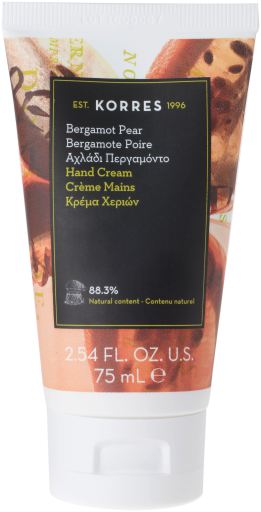 EST. KORRES 1996
Bergamot Pear
Bergamote Poire
Αχλάδι Περγαμόντο
Hand Cream
Crème Mains
Κρέμα Χεριών
88.3%
Natural content - Contenu naturel
2.54 FL. OZ. U.S.
75 mL ℮